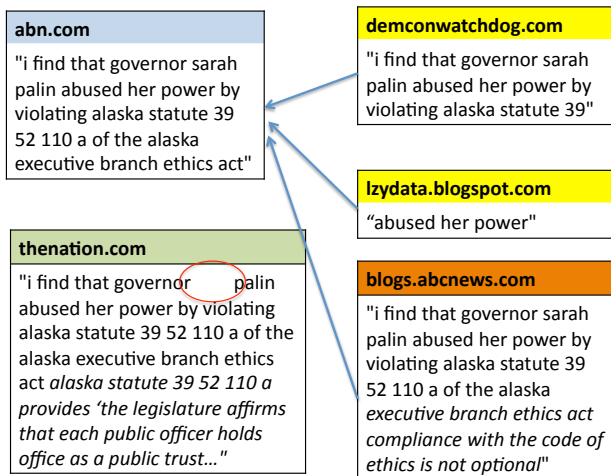 abn.com
"i find that governor sarah
palin abused her power by
violating alaska statute 39
52 110 a of the alaska
executive branch ethics act"
thenation.com
"i find that governor palin
abused her power by violating
alaska statute 39 52 110 a of the
alaska executive branch ethics
act alaska statute 39 52 110 a
provides ‘the legislature affirms
that each public officer holds
office as a public trust…"
demconwatchdog.com
"i find that governor sarah
palin abused her power by
violating alaska statute 39"
lzydata.blogspot.com
“abused her power"
blogs.abcnews.com
"i find that governor sarah
palin abused her power by
violating alaska statute 39
52 110 a of the alaska
executive branch ethics act
compliance with the code of
ethics is not optional"